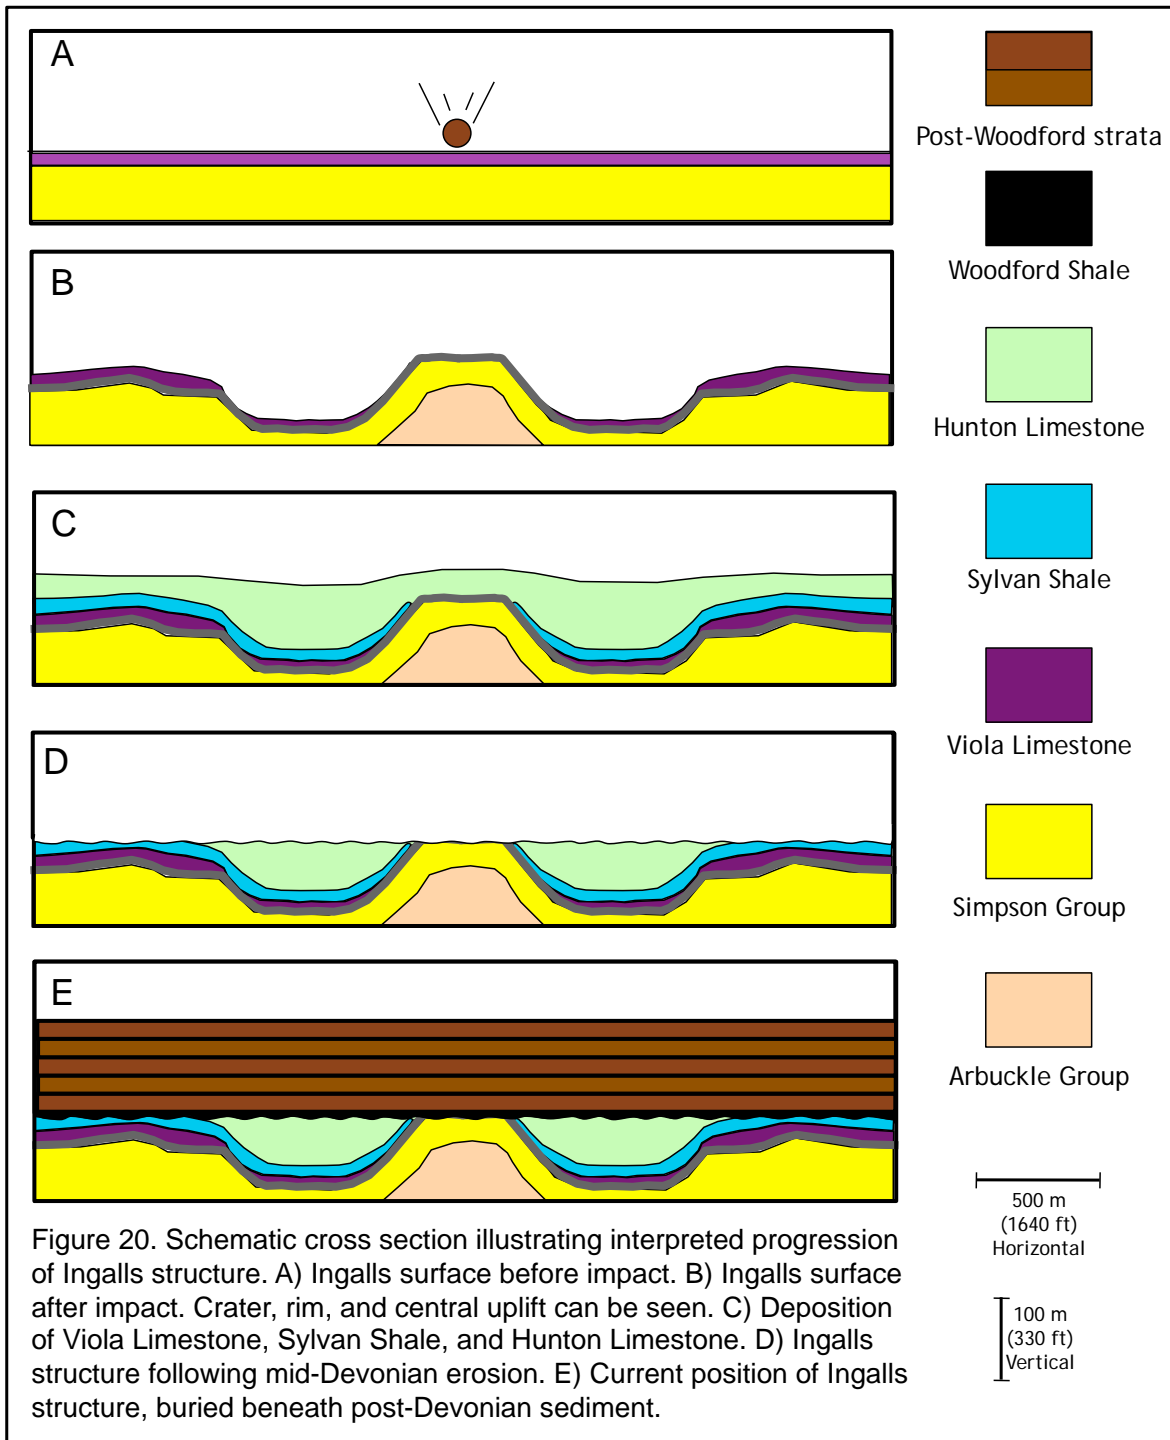 A
B
C
D
E
Post-Woodford strata
Woodford Shale
Hunton Limestone
Sylvan Shale
Viola Limestone
Simpson Group
Arbuckle Group
500 m
(1640 ft)
Horizontal
100 m
(330 ft)
Vertical
Figure 20. Schematic cross section illustrating interpreted progression
of Ingalls structure. A) Ingalls surface before impact. B) Ingalls surface
after impact. Crater, rim, and central uplift can be seen. C) Deposition
of Viola Limestone, Sylvan Shale, and Hunton Limestone. D) Ingalls
structure following mid-Devonian erosion. E) Current position of Ingalls
structure, buried beneath post-Devonian sediment.